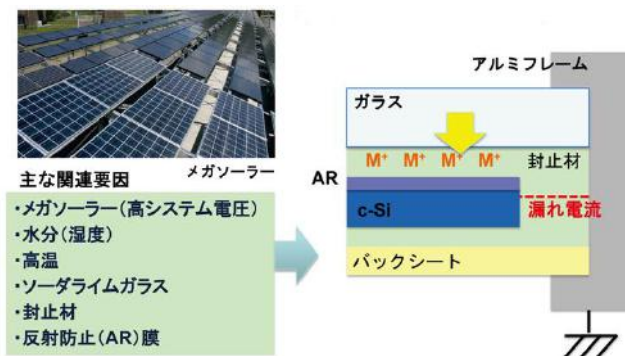 メガソーラー
主な関連要因
・メガソーラー（高システム電圧）
・水分（湿度）
・高温
・ソーダライムガラス
・封止材
・反射防止（AR）膜
アルミフレーム
ガラス
M⁺ M⁺ M⁺ M⁺
封止材
AR
c-Si
漏れ電流
バックシート